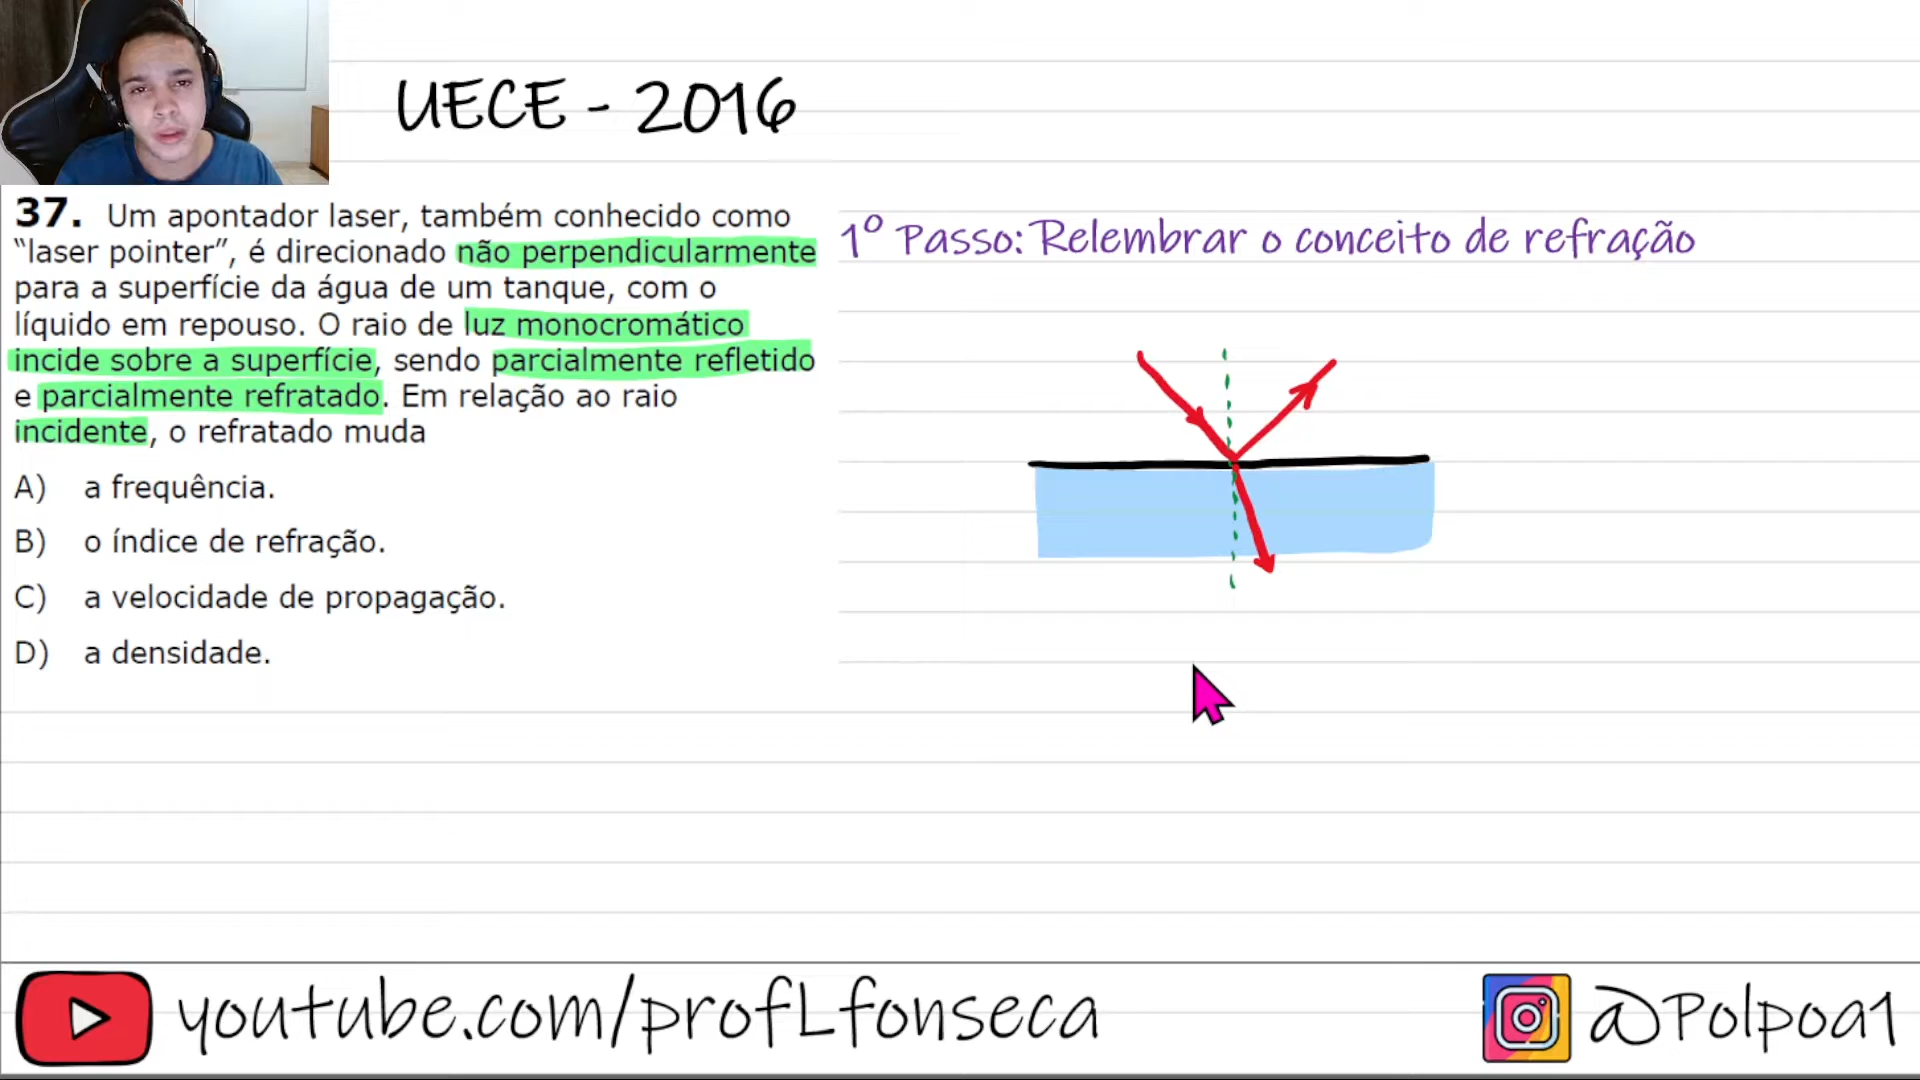 UECE - 2016
37. Um apontador laser, também conhecido como
“laser pointer”, é direcionado não perpendicularmente
para a superfície da água de um tanque, com o
líquido em repouso. O raio de luz monocromático
incide sobre a superfície, sendo parcialmente refletido
e parcialmente refratado. Em relação ao raio
incidente, o refratado muda
A) a frequência.
B) o índice de refração.
C) a velocidade de propagação.
D) a densidade.
1º Passo: Relembrar o conceito de refração
youtube.com/profLfonseca
@Polpoa1